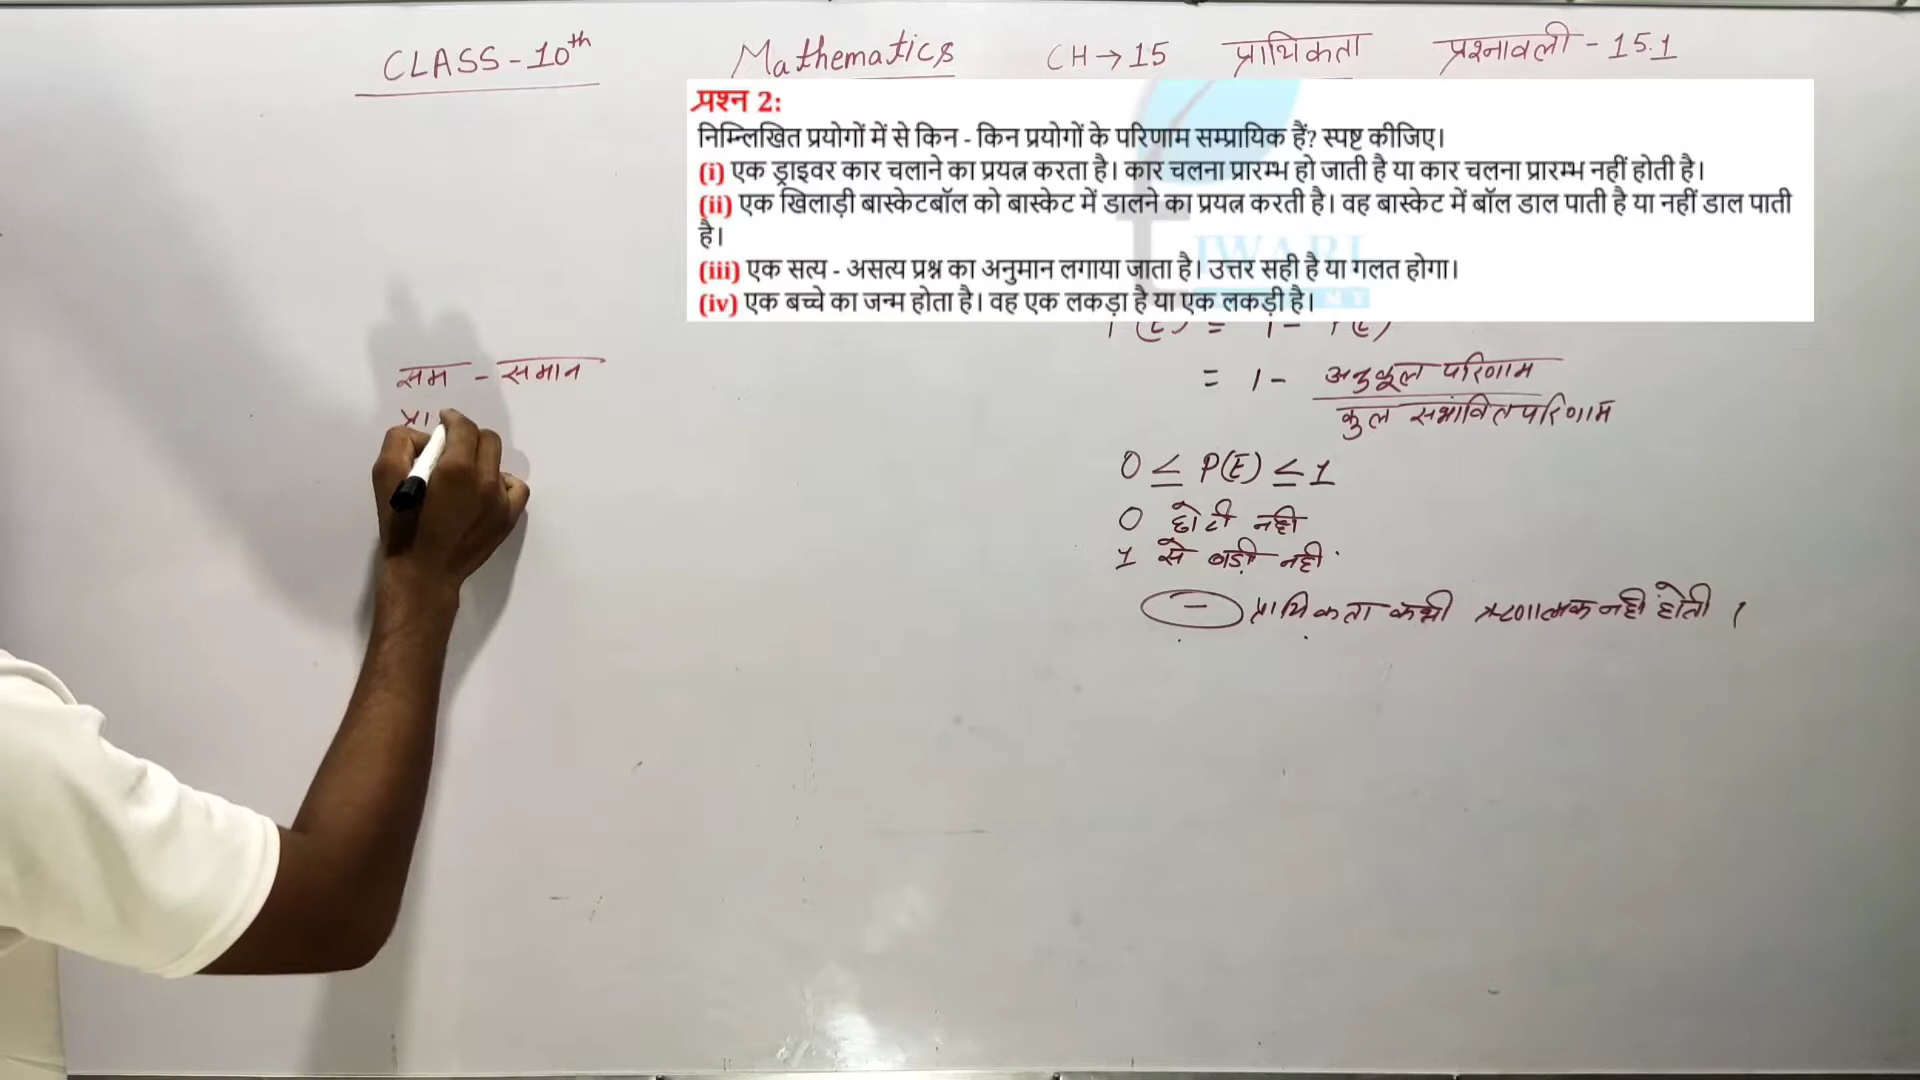 CLASS-10th Mathematics CH→15 प्रायिकता प्रश्नावली-15.1
प्रश्न 2:
निम्न्लिखित प्रयोगों में से किन - किन प्रयोगों के परिणाम सम्प्रायिक हैं? स्पष्ट कीजिए।
(i) एक ड्राइवर कार चलाने का प्रयत्न करता है। कार चलना प्रारम्भ हो जाती है या कार चलना प्रारम्भ नहीं होती है।
(ii) एक खिलाड़ी बास्केटबॉल को बास्केट में डालने का प्रयत्न करती है। वह बास्केट में बॉल डाल पाती है या नहीं डाल पाती
है।
(iii) एक सत्य - असत्य प्रश्न का अनुमान लगाया जाता है। उत्तर सही है या गलत होगा।
(iv) एक बच्चे का जन्म होता है। वह एक लकड़ा है या एक लकड़ी है।
सम - समान
प्रा
= 1 - अनुकूल परिणाम
कुल सभांवित परिणाम
0 ≤ P(E) ≤ 1
0 छोटी नही
1 से बड़ी नही
- प्रायिकता कभी ऋणात्मक नही होती।